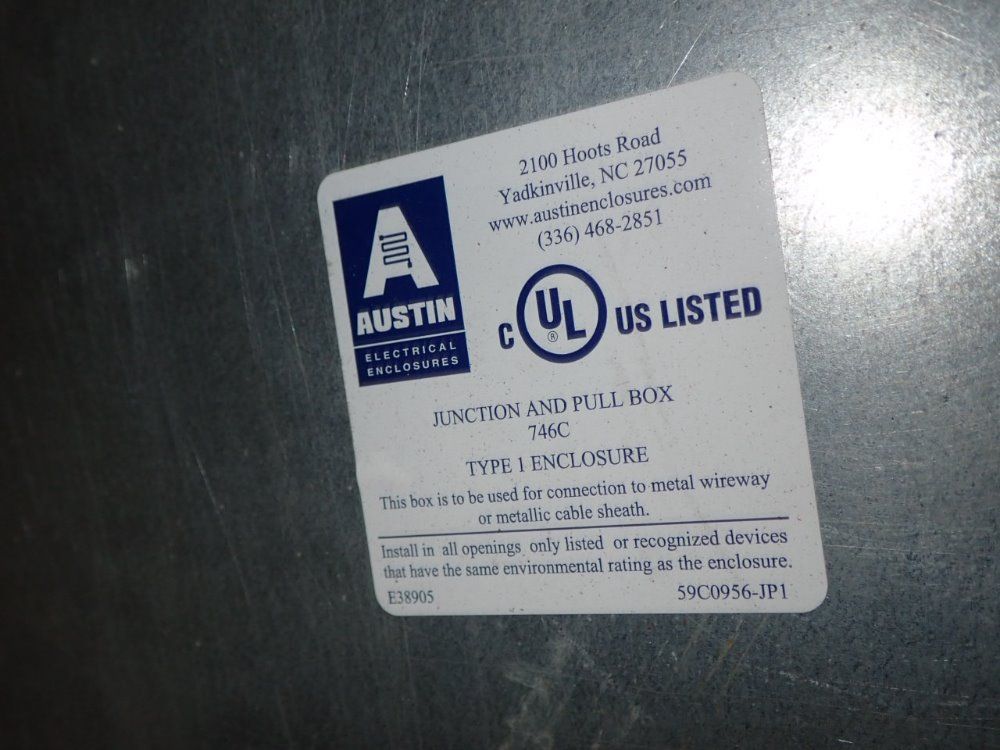 2100 Hoots Road
Yadkinville, NC 27055
www.austinenclosures.com
(336) 468-2851
A
AUSTIN
ELECTRICAL
ENCLOSURES
C UL ® US LISTED
JUNCTION AND PULL BOX
746C
TYPE 1 ENCLOSURE
This box is to be used for connection to metal wireway
or metallic cable sheath.
Install in all openings only listed or recognized devices
that have the same environmental rating as the enclosure.
E38905 59C0956-JP1